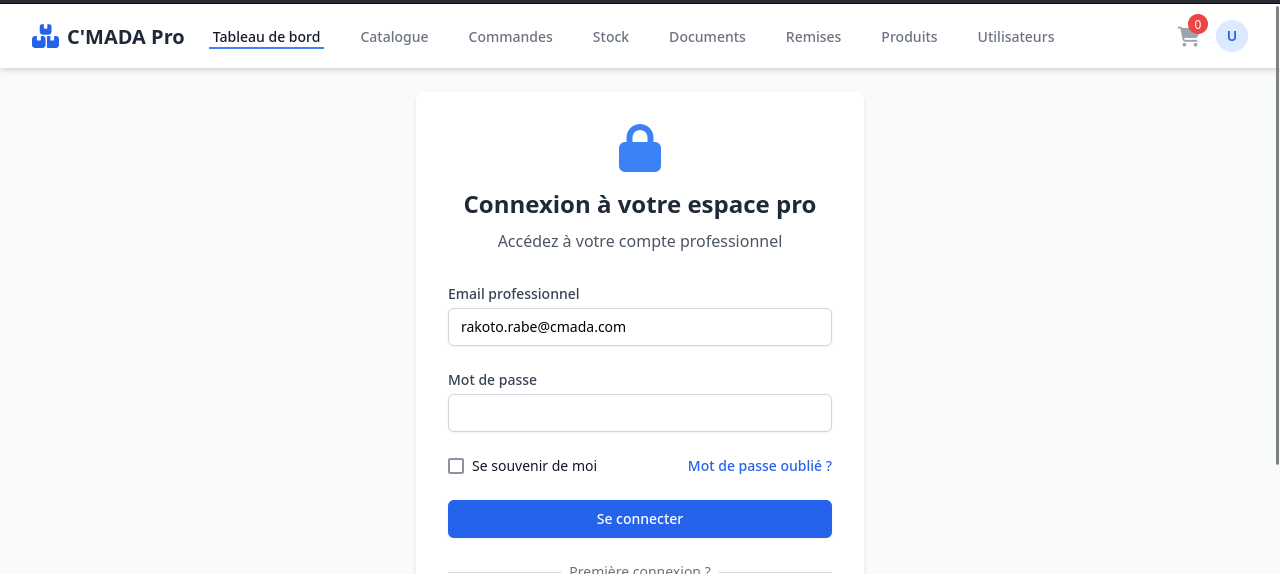 C'MADA Pro Tableau de bord Catalogue Commandes Stock Documents Remises Produits Utilisateurs 0 U
Connexion à votre espace pro
Accédez à votre compte professionnel
Email professionnel
rakoto.rabe@cmada.com
Mot de passe
Se souvenir de moi Mot de passe oublié ?
Se connecter
Première connexion ?